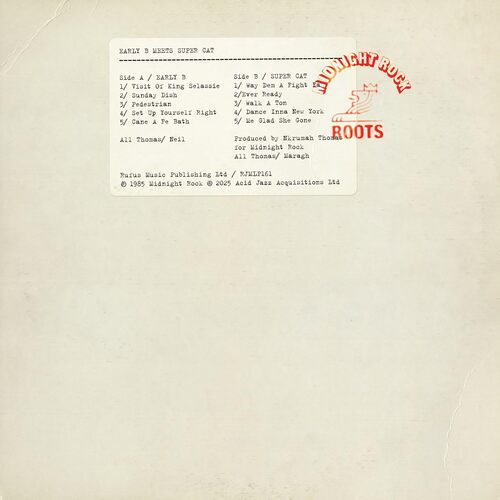 EARLY B MEETS SUPER CAT
Side A / EARLY B
1/ Visit Of King Selassie
2/ Sunday Dish
3/ Pedestrian
4/ Set Up Yourself Right
5/ Cane A Fe Bath
All Thomas/ Neil
Side B / SUPER CAT
1/ Way Dem A Fight
2/Ever Ready
3/ Walk A Ton
4/ Dance Inna New York
5/ Me Glad She Gone
Produced by Nkrumah Thomas
for Midnight Rock
All Thomas/ Maragh
Rufus Music Publishing Ltd / RJMLP161
© 1985 Midnight Rock ℗ 2025 Acid Jazz Acquisitions Ltd
MIDNIGHT ROCK
ROOTS